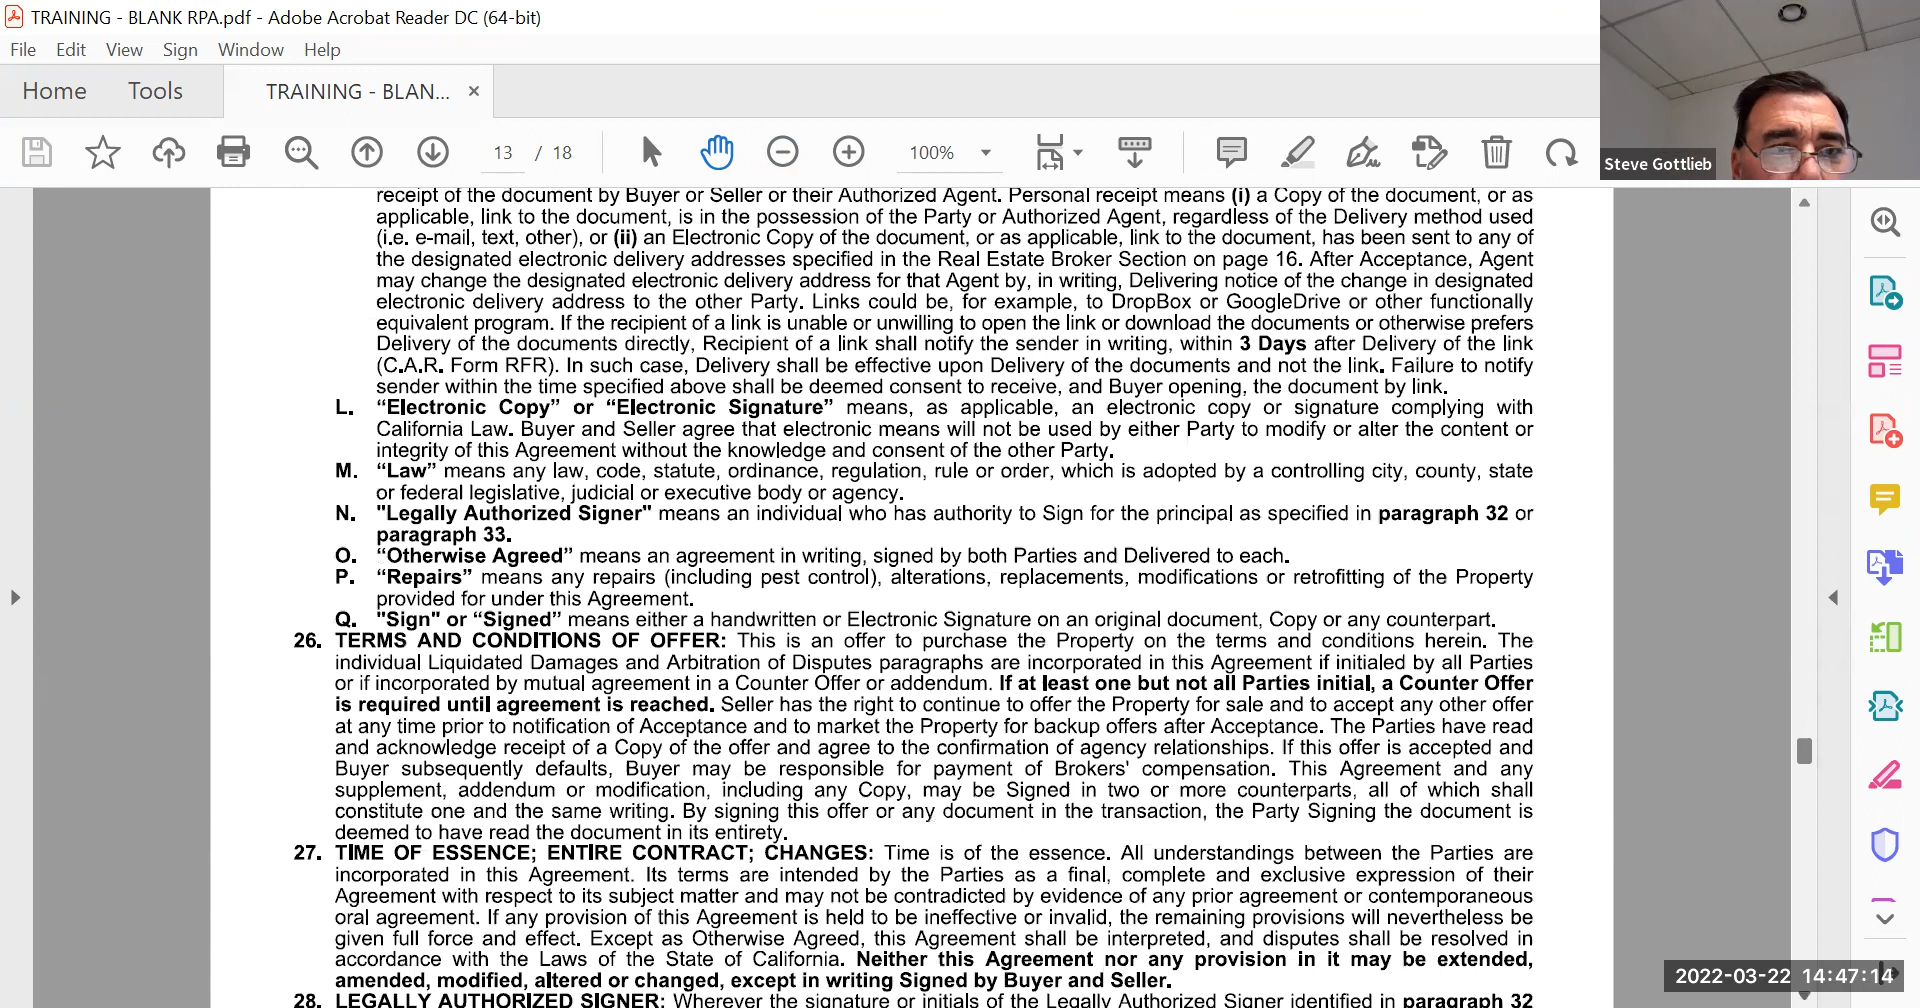 TRAINING - BLANK RPA.pdf - Adobe Acrobat Reader DC (64-bit)
File Edit View Sign Window Help
Home Tools TRAINING - BLAN... ×
13 / 18 100%
Steve Gottlieb
receipt of the document by Buyer or Seller or their Authorized Agent. Personal receipt means (i) a Copy of the document, or as
applicable, link to the document, is in the possession of the Party or Authorized Agent, regardless of the Delivery method used
(i.e. e-mail, text, other), or (ii) an Electronic Copy of the document, or as applicable, link to the document, has been sent to any of
the designated electronic delivery addresses specified in the Real Estate Broker Section on page 16. After Acceptance, Agent
may change the designated electronic delivery address for that Agent by, in writing, Delivering notice of the change in designated
electronic delivery address to the other Party. Links could be, for example, to DropBox or GoogleDrive or other functionally
equivalent program. If the recipient of a link is unable or unwilling to open the link or download the documents or otherwise prefers
Delivery of the documents directly, Recipient of a link shall notify the sender in writing, within 3 Days after Delivery of the link
(C.A.R. Form RFR). In such case, Delivery shall be effective upon Delivery of the documents and not the link. Failure to notify
sender within the time specified above shall be deemed consent to receive, and Buyer opening, the document by link.
L. “Electronic Copy” or “Electronic Signature” means, as applicable, an electronic copy or signature complying with
California Law. Buyer and Seller agree that electronic means will not be used by either Party to modify or alter the content or
integrity of this Agreement without the knowledge and consent of the other Party.
M. “Law” means any law, code, statute, ordinance, regulation, rule or order, which is adopted by a controlling city, county, state
or federal legislative, judicial or executive body or agency.
N. "Legally Authorized Signer" means an individual who has authority to Sign for the principal as specified in paragraph 32 or
paragraph 33.
O. “Otherwise Agreed” means an agreement in writing, signed by both Parties and Delivered to each.
P. “Repairs” means any repairs (including pest control), alterations, replacements, modifications or retrofitting of the Property
provided for under this Agreement.
Q. "Sign" or “Signed” means either a handwritten or Electronic Signature on an original document, Copy or any counterpart.
26. TERMS AND CONDITIONS OF OFFER: This is an offer to purchase the Property on the terms and conditions herein. The
individual Liquidated Damages and Arbitration of Disputes paragraphs are incorporated in this Agreement if initialed by all Parties
or if incorporated by mutual agreement in a Counter Offer or addendum. If at least one but not all Parties initial, a Counter Offer
is required until agreement is reached. Seller has the right to continue to offer the Property for sale and to accept any other offer
at any time prior to notification of Acceptance and to market the Property for backup offers after Acceptance. The Parties have read
and acknowledge receipt of a Copy of the offer and agree to the confirmation of agency relationships. If this offer is accepted and
Buyer subsequently defaults, Buyer may be responsible for payment of Brokers' compensation. This Agreement and any
supplement, addendum or modification, including any Copy, may be Signed in two or more counterparts, all of which shall
constitute one and the same writing. By signing this offer or any document in the transaction, the Party Signing the document is
deemed to have read the document in its entirety.
27. TIME OF ESSENCE; ENTIRE CONTRACT; CHANGES: Time is of the essence. All understandings between the Parties are
incorporated in this Agreement. Its terms are intended by the Parties as a final, complete and exclusive expression of their
Agreement with respect to its subject matter and may not be contradicted by evidence of any prior agreement or contemporaneous
oral agreement. If any provision of this Agreement is held to be ineffective or invalid, the remaining provisions will nevertheless be
given full force and effect. Except as Otherwise Agreed, this Agreement shall be interpreted, and disputes shall be resolved in
accordance with the Laws of the State of California. Neither this Agreement nor any provision in it may be extended,
amended, modified, altered or changed, except in writing Signed by Buyer and Seller.
28. LEGALLY AUTHORIZED SIGNER: Wherever the signature or initials of the Legally Authorized Signer identified in paragraph 32
2022-03-22 14:47:14